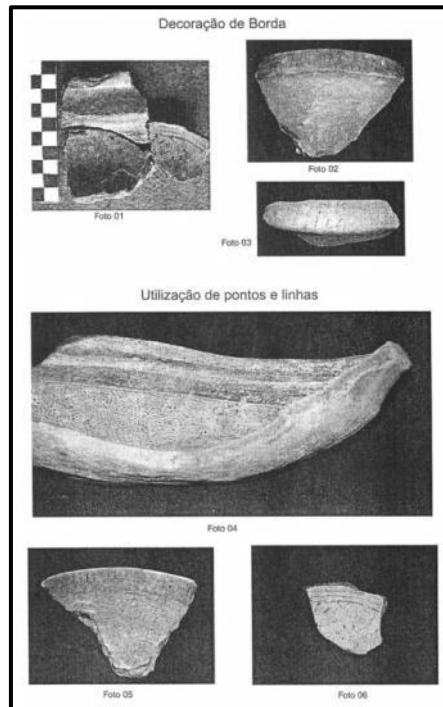 Decoração de Borda
Foto 01
Foto 02
Foto 03
Utilização de pontos e linhas
Foto 04
Foto 05
Foto 06